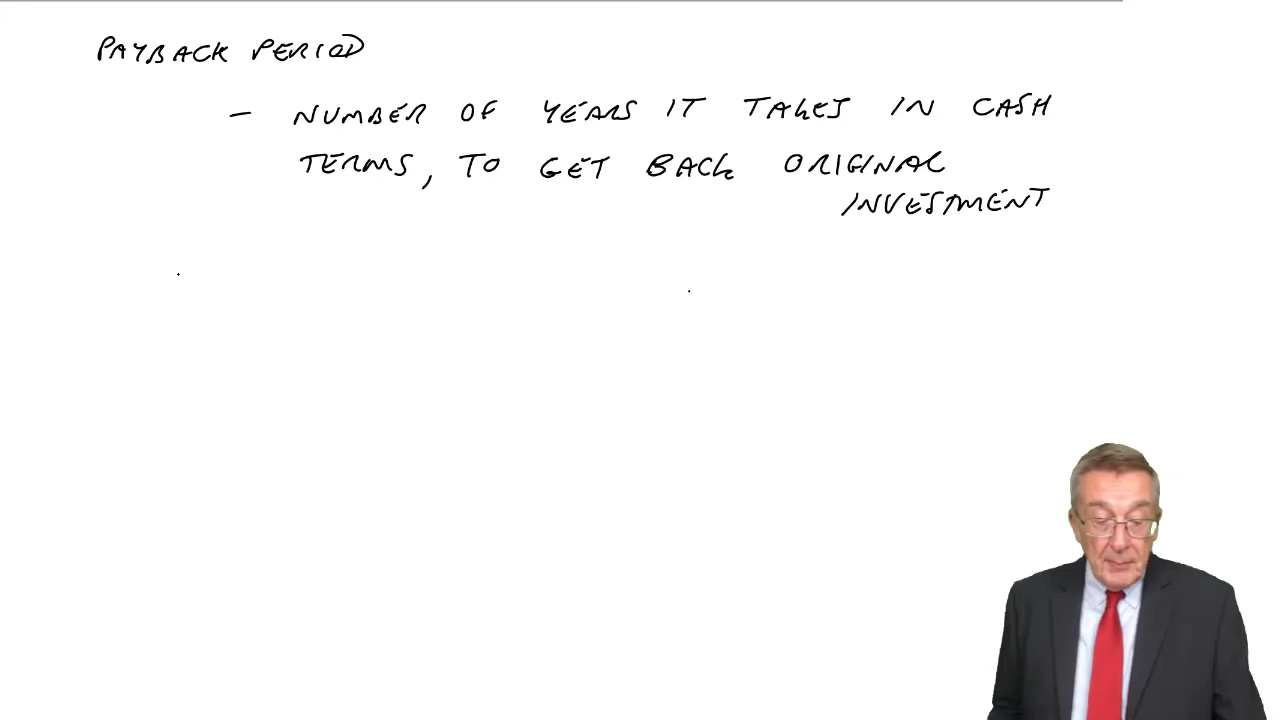 PAYBACK PERIOD
- NUMBER OF YEARS IT TAKES IN CASH
TERMS, TO GET BACK ORIGINAL
INVESTMENT